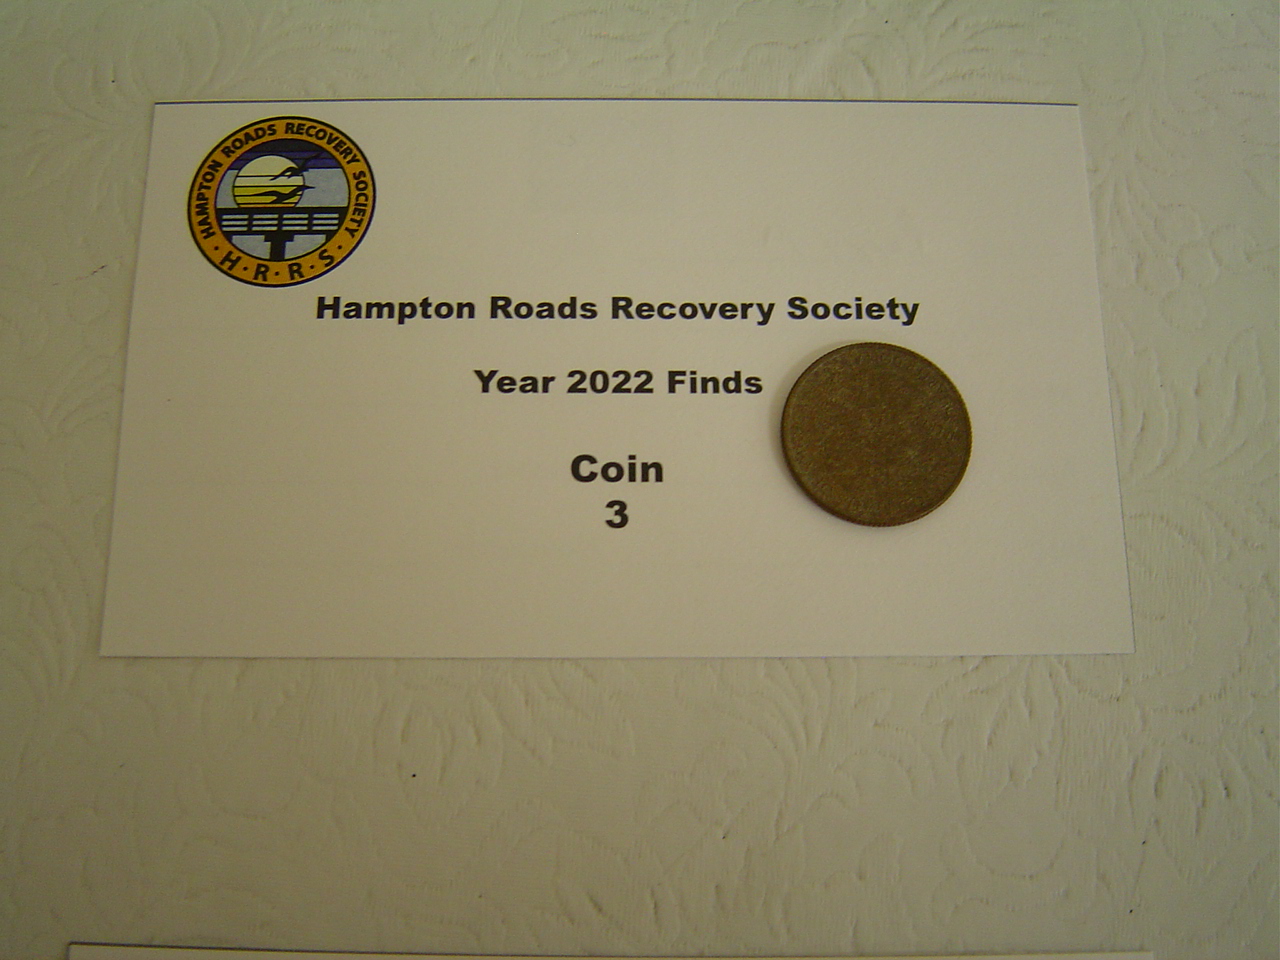 HAMPTON ROADS RECOVERY SOCIETY
· H · R · R · S ·
Hampton Roads Recovery Society
Year 2022 Finds
Coin
3